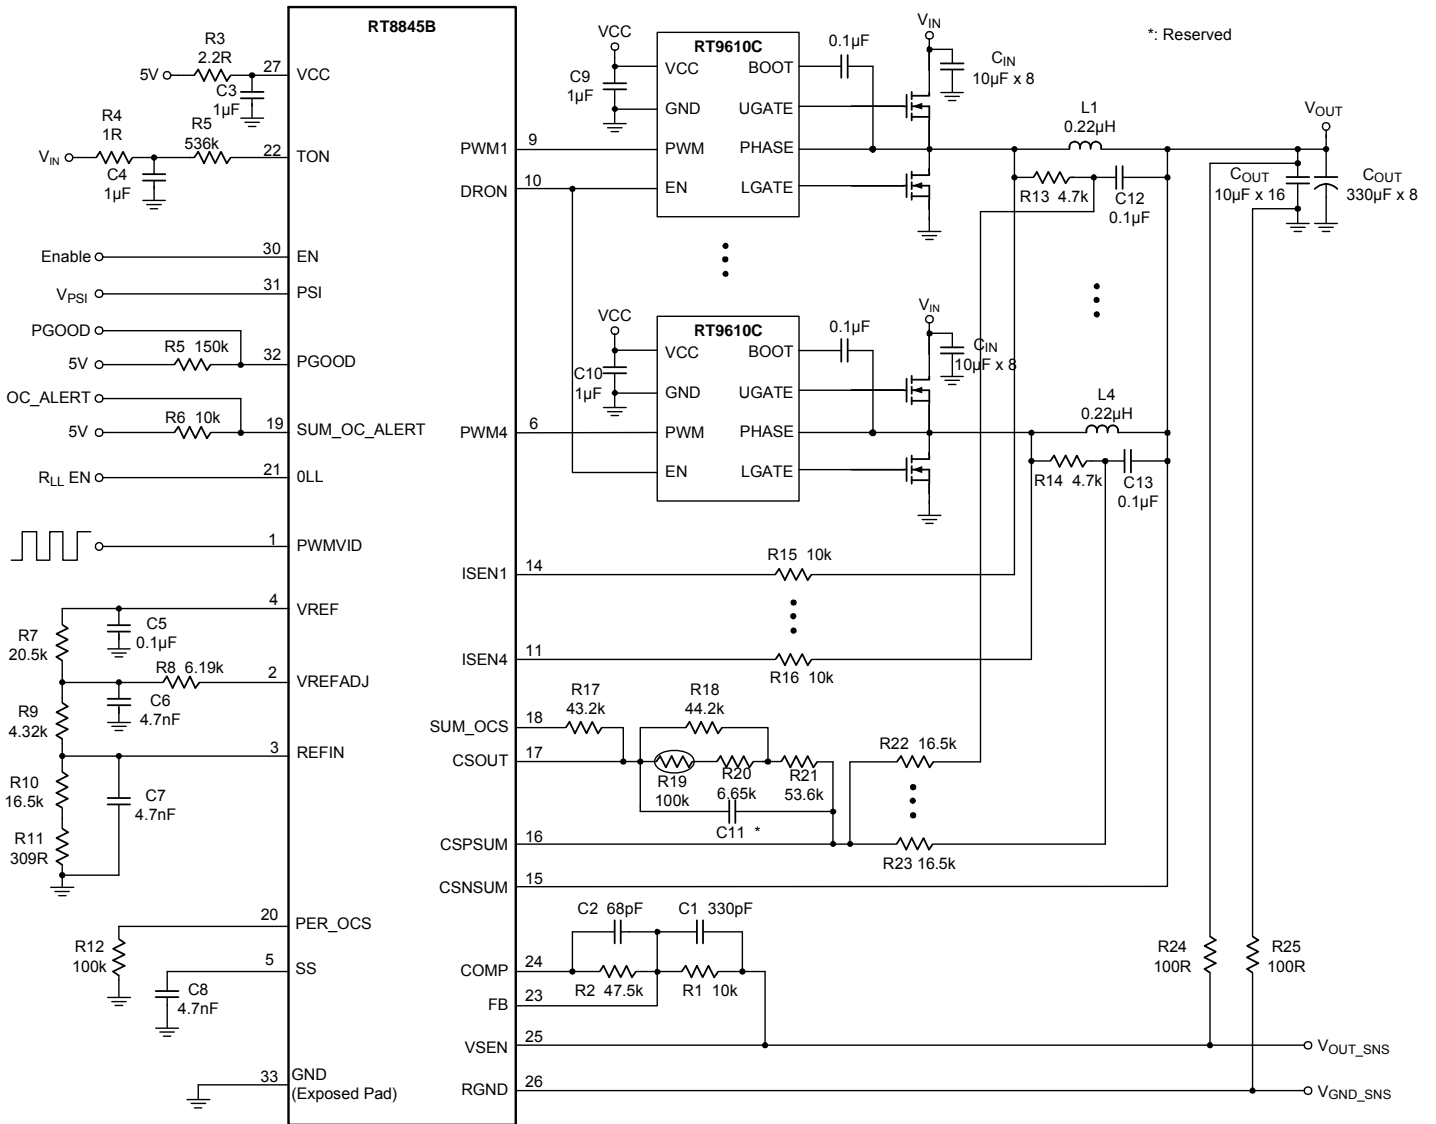 RT8845B
*: Reserved
R3
2.2R
5V
27
VCC
C3
1µF
R4
1R
R5
536k
VIN
22
TON
C4
1µF
Enable
30
EN
VPSI
31
PSI
PGOOD
5V
R5 150k
32
PGOOD
OC_ALERT
5V
R6 10k
19
SUM_OC_ALERT
RLL EN
21
0LL
1
PWMVID
4
VREF
R7
20.5k
C5
0.1µF
R8 6.19k
2
VREFADJ
C6
4.7nF
R9
4.32k
3
REFIN
R10
16.5k
C7
4.7nF
R11
309R
20
PER_OCS
R12
100k
5
SS
C8
4.7nF
33
GND
(Exposed Pad)
PWM1
9
DRON
10
PWM4
6
ISEN1
14
ISEN4
11
SUM_OCS
18
CSOUT
17
CSPSUM
16
CSNSUM
15
COMP
24
FB
23
VSEN
25
RGND
26
VCC
C9
1µF
RT9610C
VCC
BOOT
GND
UGATE
PWM
PHASE
EN
LGATE
0.1µF
VIN
CIN
10µF x 8
L1
0.22µH
VOUT
R13 4.7k
C12
0.1µF
COUT
10µF x 16
COUT
330µF x 8
VCC
C10
1µF
RT9610C
VCC
BOOT
GND
UGATE
PWM
PHASE
EN
LGATE
0.1µF
VIN
CIN
10µF x 8
L4
0.22µH
R14 4.7k
C13
0.1µF
R15 10k
R16 10k
R17
43.2k
R18
44.2k
R19
100k
R20
6.65k
R21
53.6k
C11 *
R22 16.5k
R23 16.5k
C2 68pF
C1 330pF
R2 47.5k
R1 10k
R24
100R
R25
100R
VOUT_SNS
VGND_SNS